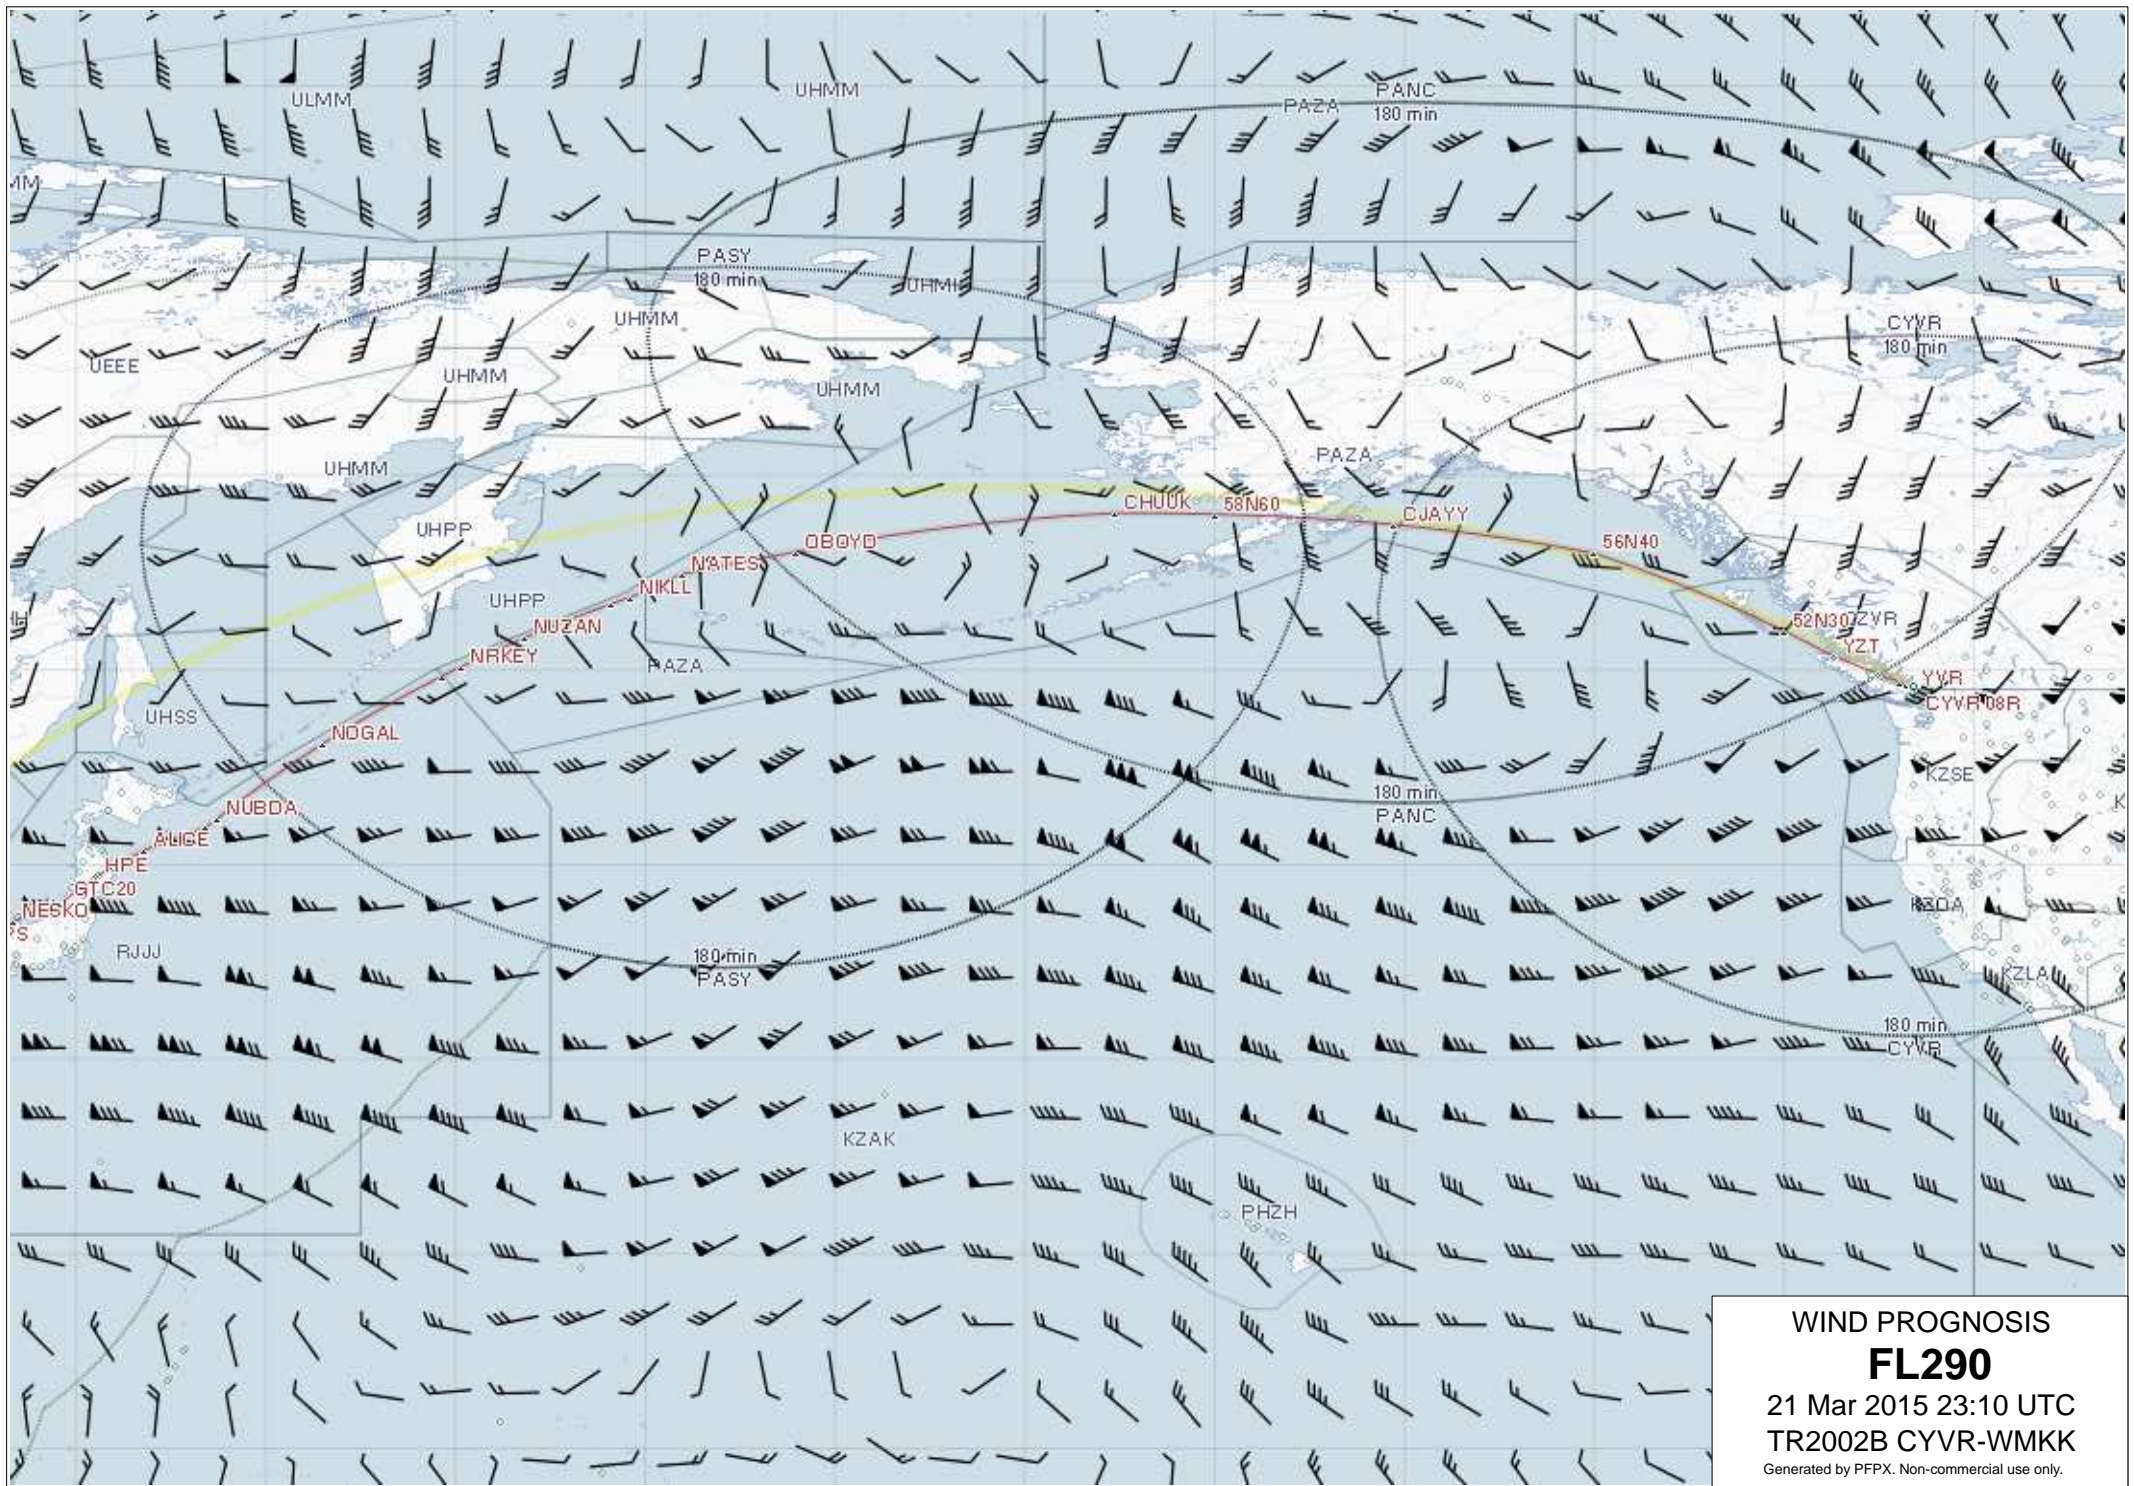 ULMM
UHMM
PANC
PAZA
180 min
MM
PASY
180 min
UHMI
UHMM
CYVR
180 min
UEEE
UHMM
UHMM
PAZA
UHMM
CHUUK
58N60
CJAYY
UHPP
OBOYD
56N40
NATES
NIKLL
UHPP
NUZAN
52N30
ZVR
YZT
NRKEY
PAZA
YVR
CYVR 08R
UHSS
NOGAL
KZSE
180 min
PANC
NUBDA
ALICE
HPE
GTC20
NESKO
KZOA
PS
RJJJ
180 min
PASY
KZLA
180 min
CYVR
KZAK
PHZH
WIND PROGNOSIS
FL290
21 Mar 2015 23:10 UTC
TR2002B CYVR-WMKK
Generated by PFPX. Non-commercial use only.